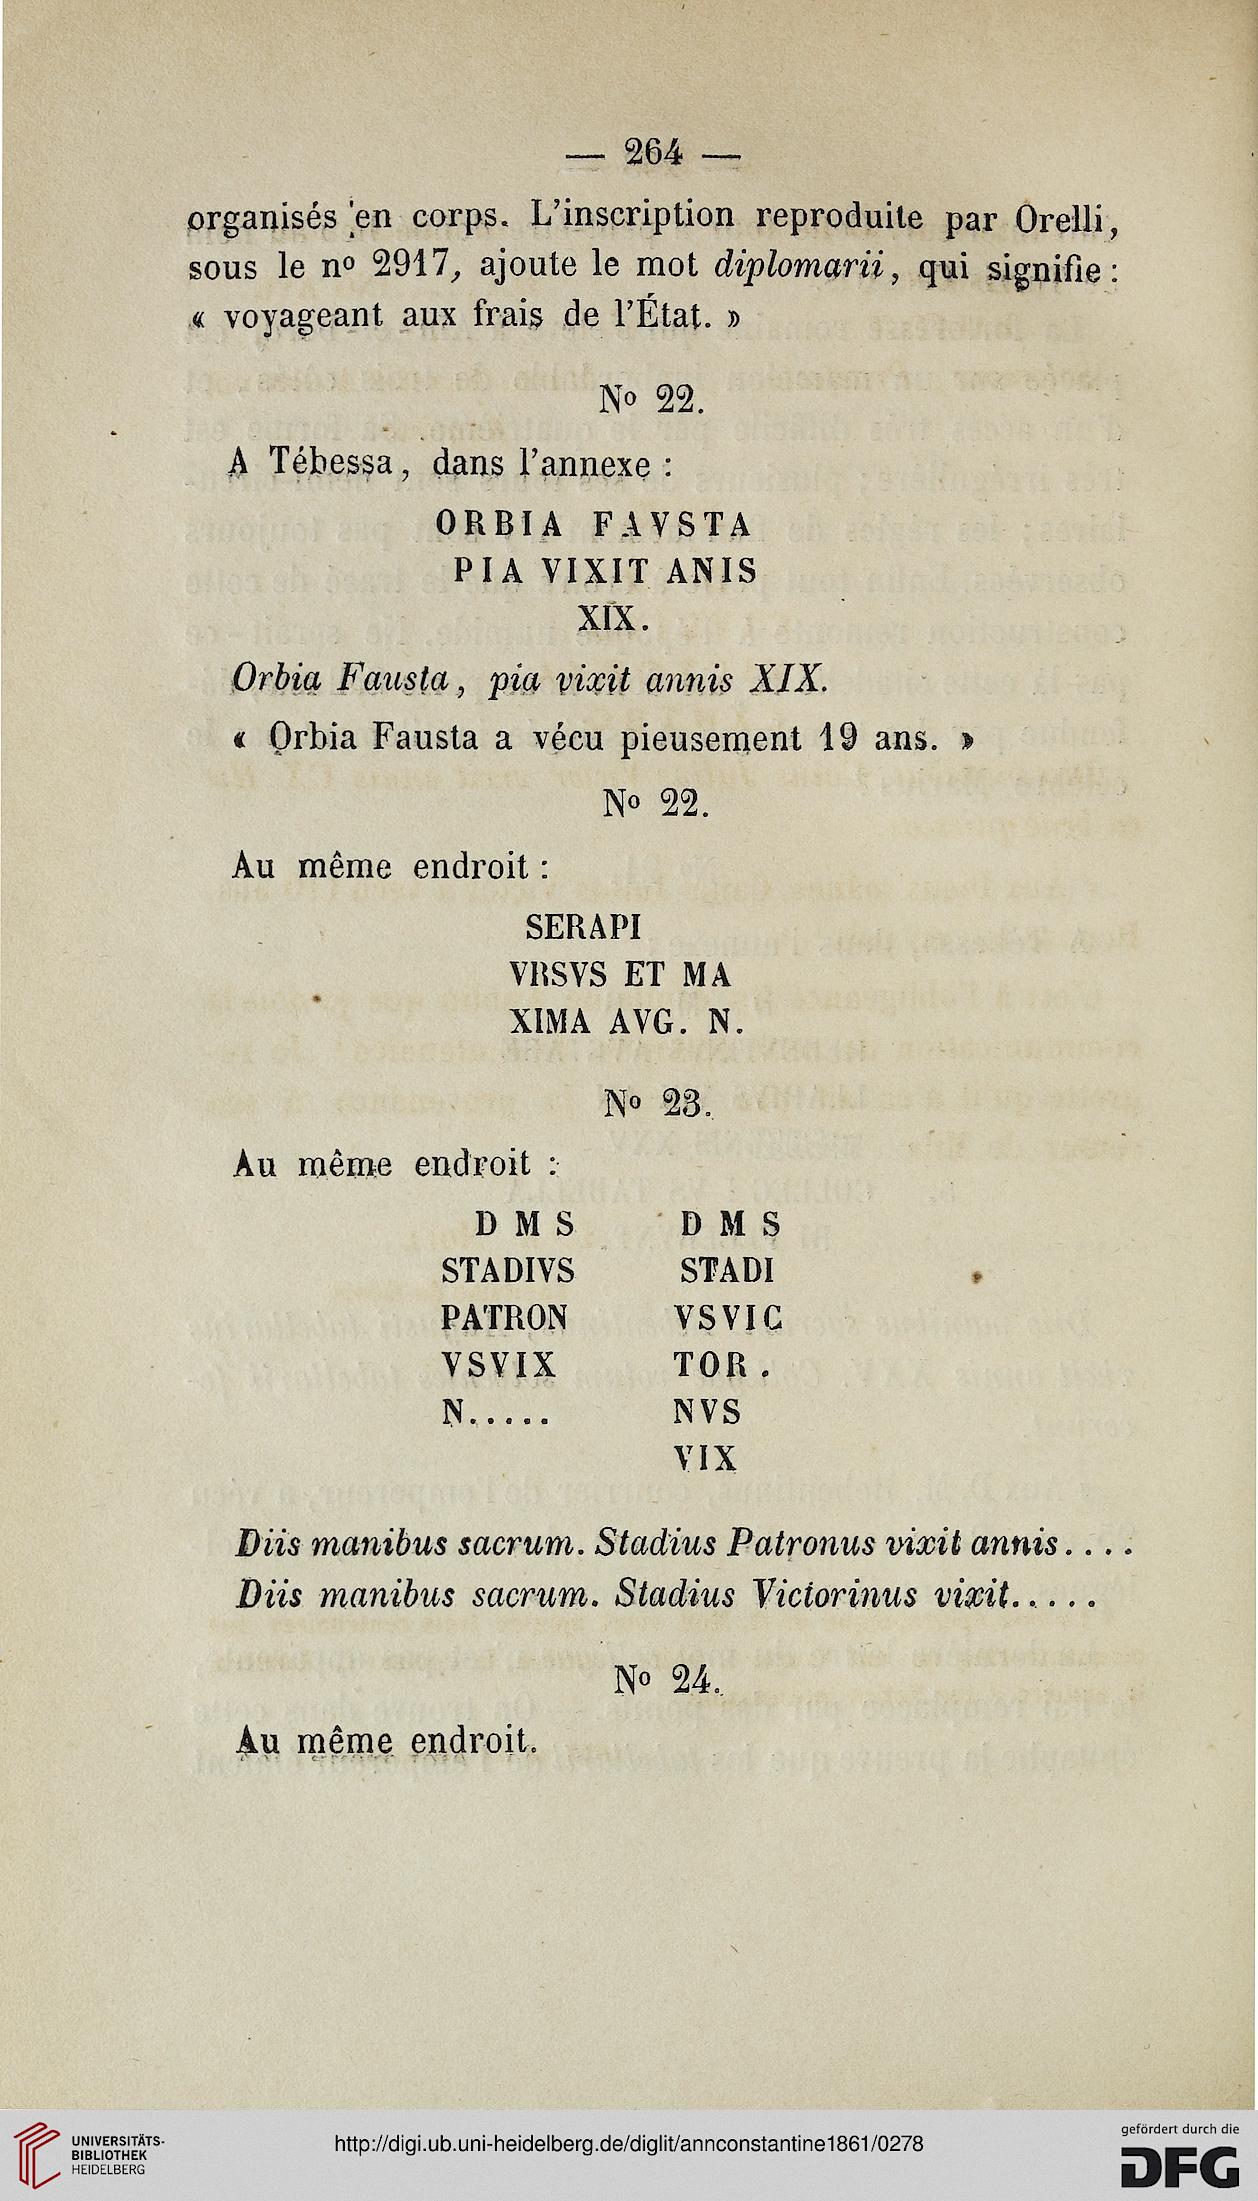 — 264 —
organisés en corps. L'inscription reproduite par Orelli,
sous le nº 2917, ajoute le mot diplomarii, qui signifie :
« voyageant aux frais de l'État. »
Nº 22.
A Tébessa, dans l'annexe :
ORBIA FAVSTA
PIA VIXIT ANIS
XIX.
Orbia Fausta, pia vixit annis XIX.
« Orbia Fausta a vécu pieusement 19 ans. »
Nº 22.
Au même endroit :
SERAPI
VRSVS ET MA
XIMA AVG. N.
Nº 23.
Au même endroit :
D M S D M S
STADIVS STADI
PATRON VSVIC
VSVIX TOR.
N..... NVS
VIX
Diis manibus sacrum. Stadius Patronus vixit annis....
Diis manibus sacrum. Stadius Victorinus vixit.....
Nº 24.
Au même endroit.
UNIVERSITÄTS-
BIBLIOTHEK
HEIDELBERG
http://digi.ub.uni-heidelberg.de/diglit/annconstantine1861/0278
gefördert durch die
DFG